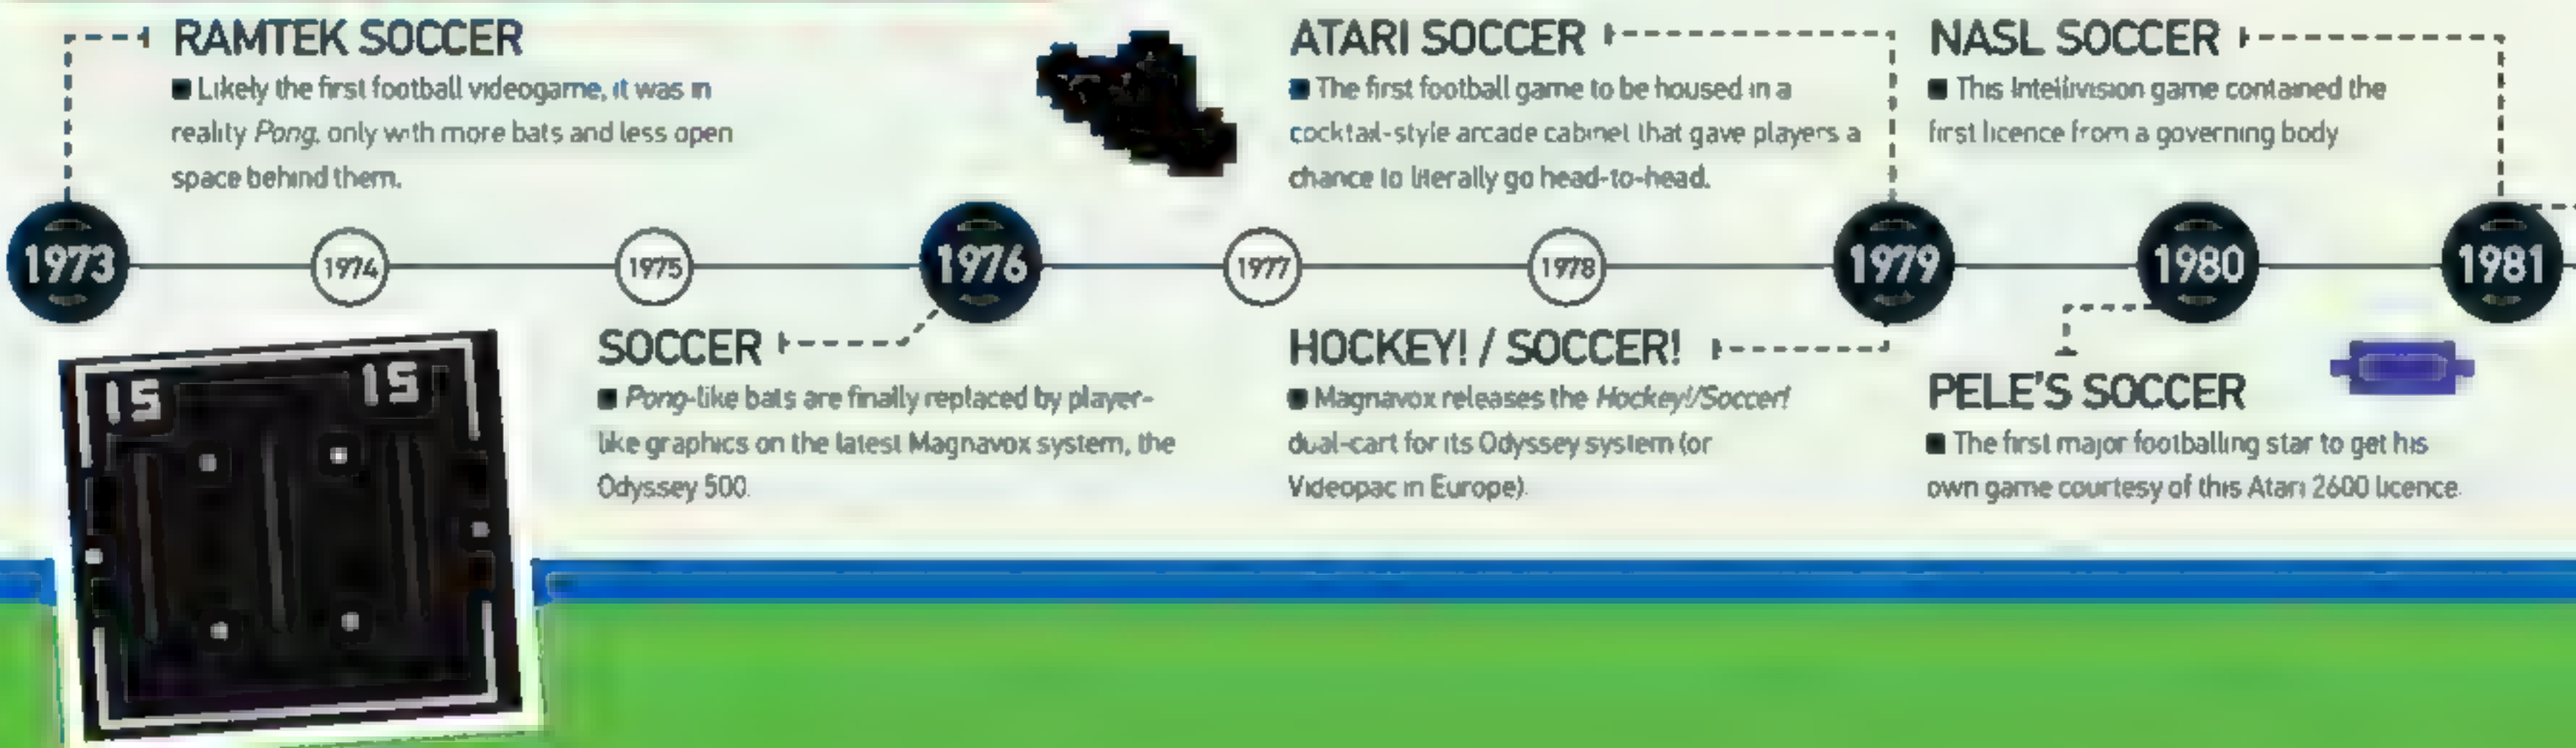 RAMTEK SOCCER
■ Likely the first football videogame, it was in
reality Pong, only with more bats and less open
space behind them.
ATARI SOCCER
■ The first football game to be housed in a
cocktail-style arcade cabinet that gave players a
chance to literally go head-to-head.
NASL SOCCER
■ This Intellivision game contained the
first licence from a governing body
1973
1974
1975
1976
1977
1978
1979
1980
1981
15 15
SOCCER
■ Pong-like bats are finally replaced by player-
like graphics on the latest Magnavox system, the
Odyssey 500.
HOCKEY! / SOCCER!
■ Magnavox releases the Hockey!/Soccer!
dual-cart for its Odyssey system (or
Videopac in Europe).
PELE'S SOCCER
■ The first major footballing star to get his
own game courtesy of this Atari 2600 licence.